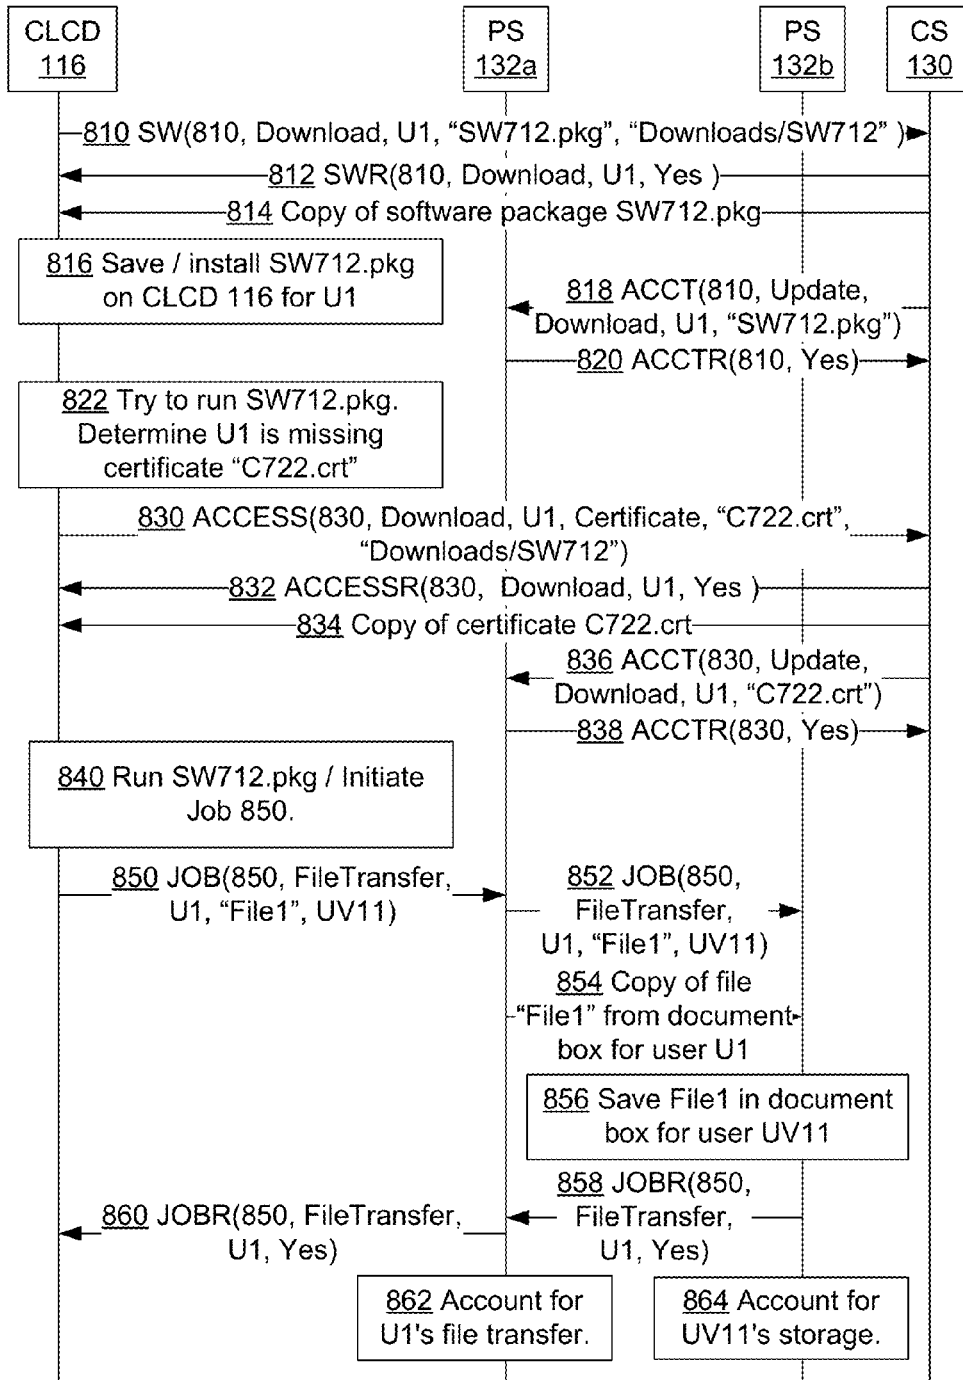 CLCD
116
PS
132a
PS
132b
CS
130
810 SW(810, Download, U1, “SW712.pkg”, “Downloads/SW712” )
812 SWR(810, Download, U1, Yes )
814 Copy of software package SW712.pkg
816 Save / install SW712.pkg
on CLCD 116 for U1
818 ACCT(810, Update,
Download, U1, “SW712.pkg”)
820 ACCTR(810, Yes)
822 Try to run SW712.pkg.
Determine U1 is missing
certificate “C722.crt”
830 ACCESS(830, Download, U1, Certificate, “C722.crt”,
“Downloads/SW712”)
832 ACCESSR(830, Download, U1, Yes )
834 Copy of certificate C722.crt
836 ACCT(830, Update,
Download, U1, “C722.crt”)
838 ACCTR(830, Yes)
840 Run SW712.pkg / Initiate
Job 850.
850 JOB(850, FileTransfer,
U1, “File1”, UV11)
852 JOB(850,
FileTransfer,
U1, “File1”, UV11)
854 Copy of file
“File1” from document
box for user U1
856 Save File1 in document
box for user UV11
858 JOBR(850,
FileTransfer,
U1, Yes)
860 JOBR(850, FileTransfer,
U1, Yes)
862 Account for
U1's file transfer.
864 Account for
UV11's storage.